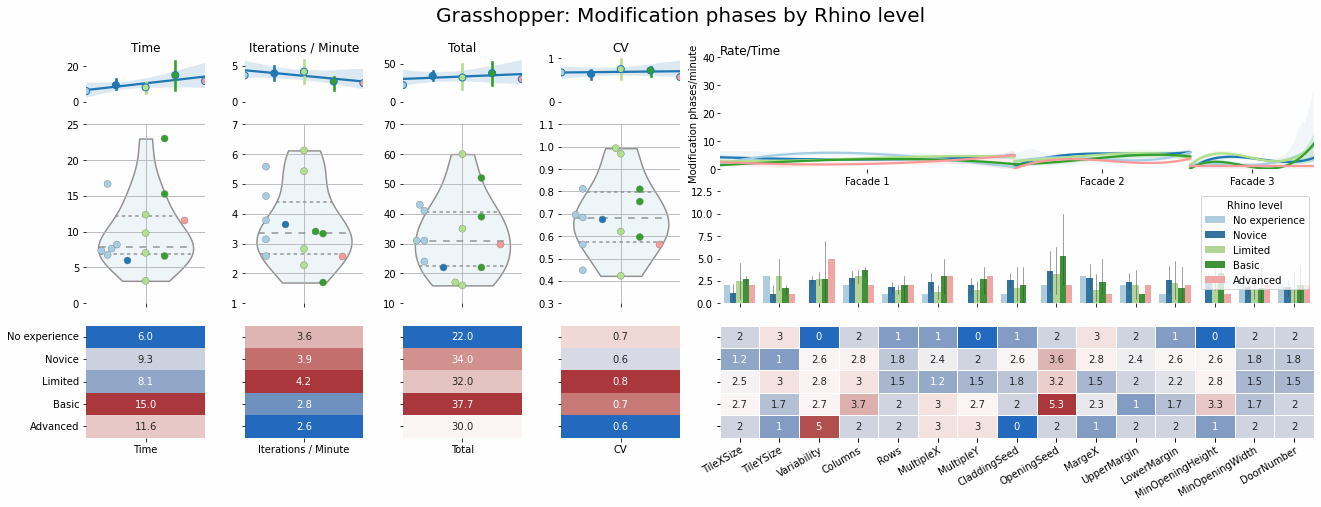 Grasshopper: Modification phases by Rhino level
Time
Iterations / Minute
Total
CV
Rate/Time
20
0
5
0
50
0
1
0
Modification phases/minute
40
30
20
10
0
Facade 1
Facade 2
Facade 3
25
20
15
10
5
0
7
6
5
4
3
2
1
70
60
50
40
30
20
10
1.1
1.0
0.9
0.8
0.7
0.6
0.5
0.4
0.3
12.5
10.0
7.5
5.0
2.5
0.0
Rhino level
No experience
Novice
Limited
Basic
Advanced
No experience 6.0 3.6 22.0 0.7 2 3 0 2 1 1 0 1 2 3 2 1 0 2 2
Novice 9.3 3.9 34.0 0.6 1.2 1 2.6 2.8 1.8 2.4 2 2.6 3.6 2.8 2.4 2.6 2.6 1.8 1.8
Limited 8.1 4.2 32.0 0.8 2.5 3 2.8 3 1.5 1.2 1.5 1.8 3.2 1.5 2 2.2 2.8 1.5 1.5
Basic 15.0 2.8 37.7 0.7 2.7 1.7 2.7 3.7 2 3 2.7 2 5.3 2.3 1 1.7 3.3 1.7 2
Advanced 11.6 2.6 30.0 0.6 2 1 5 2 2 3 3 0 2 1 2 1 1 2 2
Time
Iterations / Minute
Total
CV
TileXSize
TileYSize
Variability
Columns
Rows
MultipleX
MultipleY
CladdingSeed
OpeningSeed
MargeX
UpperMargin
LowerMargin
MinOpeningHeight
MinOpeningWidth
DoorNumber